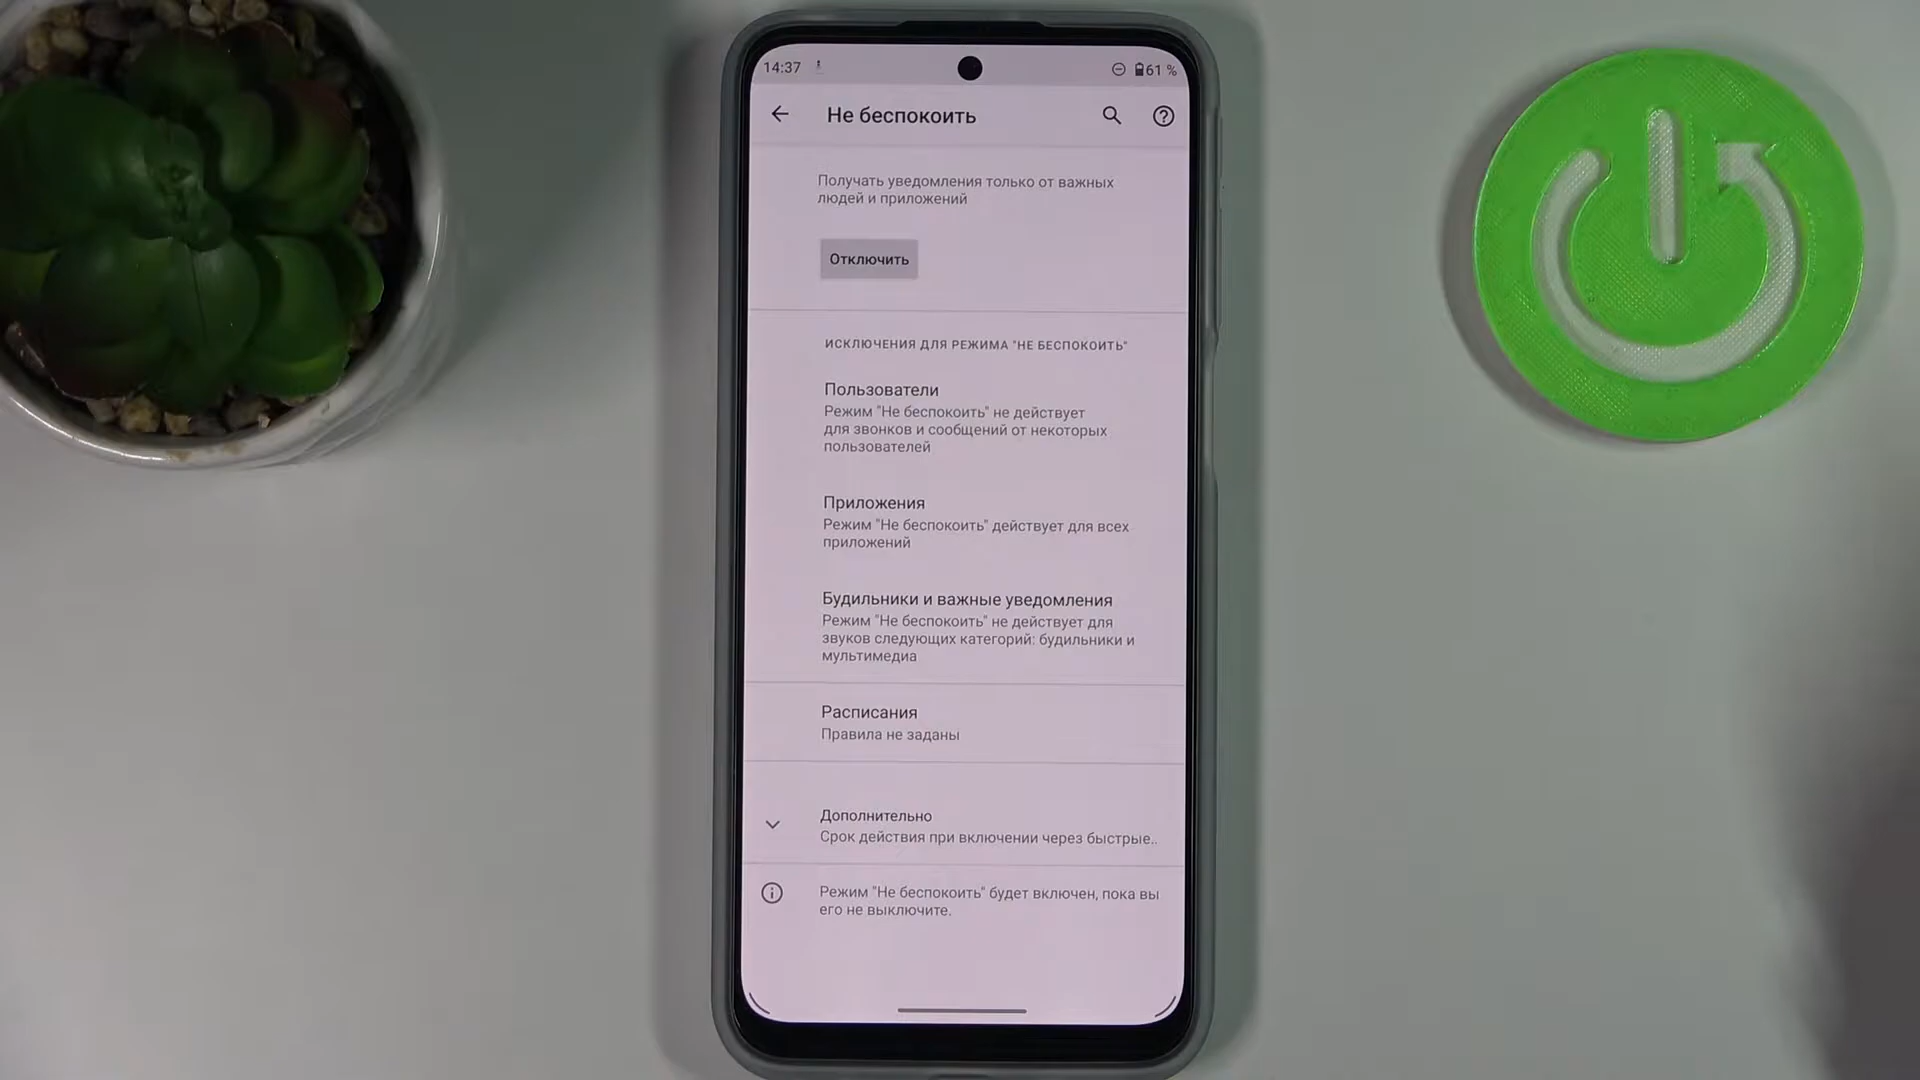 14:37
61 %
Не беспокоить
Получать уведомления только от важных
людей и приложений
Отключить
ИСКЛЮЧЕНИЯ ДЛЯ РЕЖИМА "НЕ БЕСПОКОИТЬ"
Пользователи
Режим "Не беспокоить" не действует
для звонков и сообщений от некоторых
пользователей
Приложения
Режим "Не беспокоить" действует для всех
приложений
Будильники и важные уведомления
Режим "Не беспокоить" не действует для
звуков следующих категорий: будильники и
мультимедиа
Расписания
Правила не заданы
Дополнительно
Срок действия при включении через быстрые..
Режим "Не беспокоить" будет включен, пока вы
его не выключите.